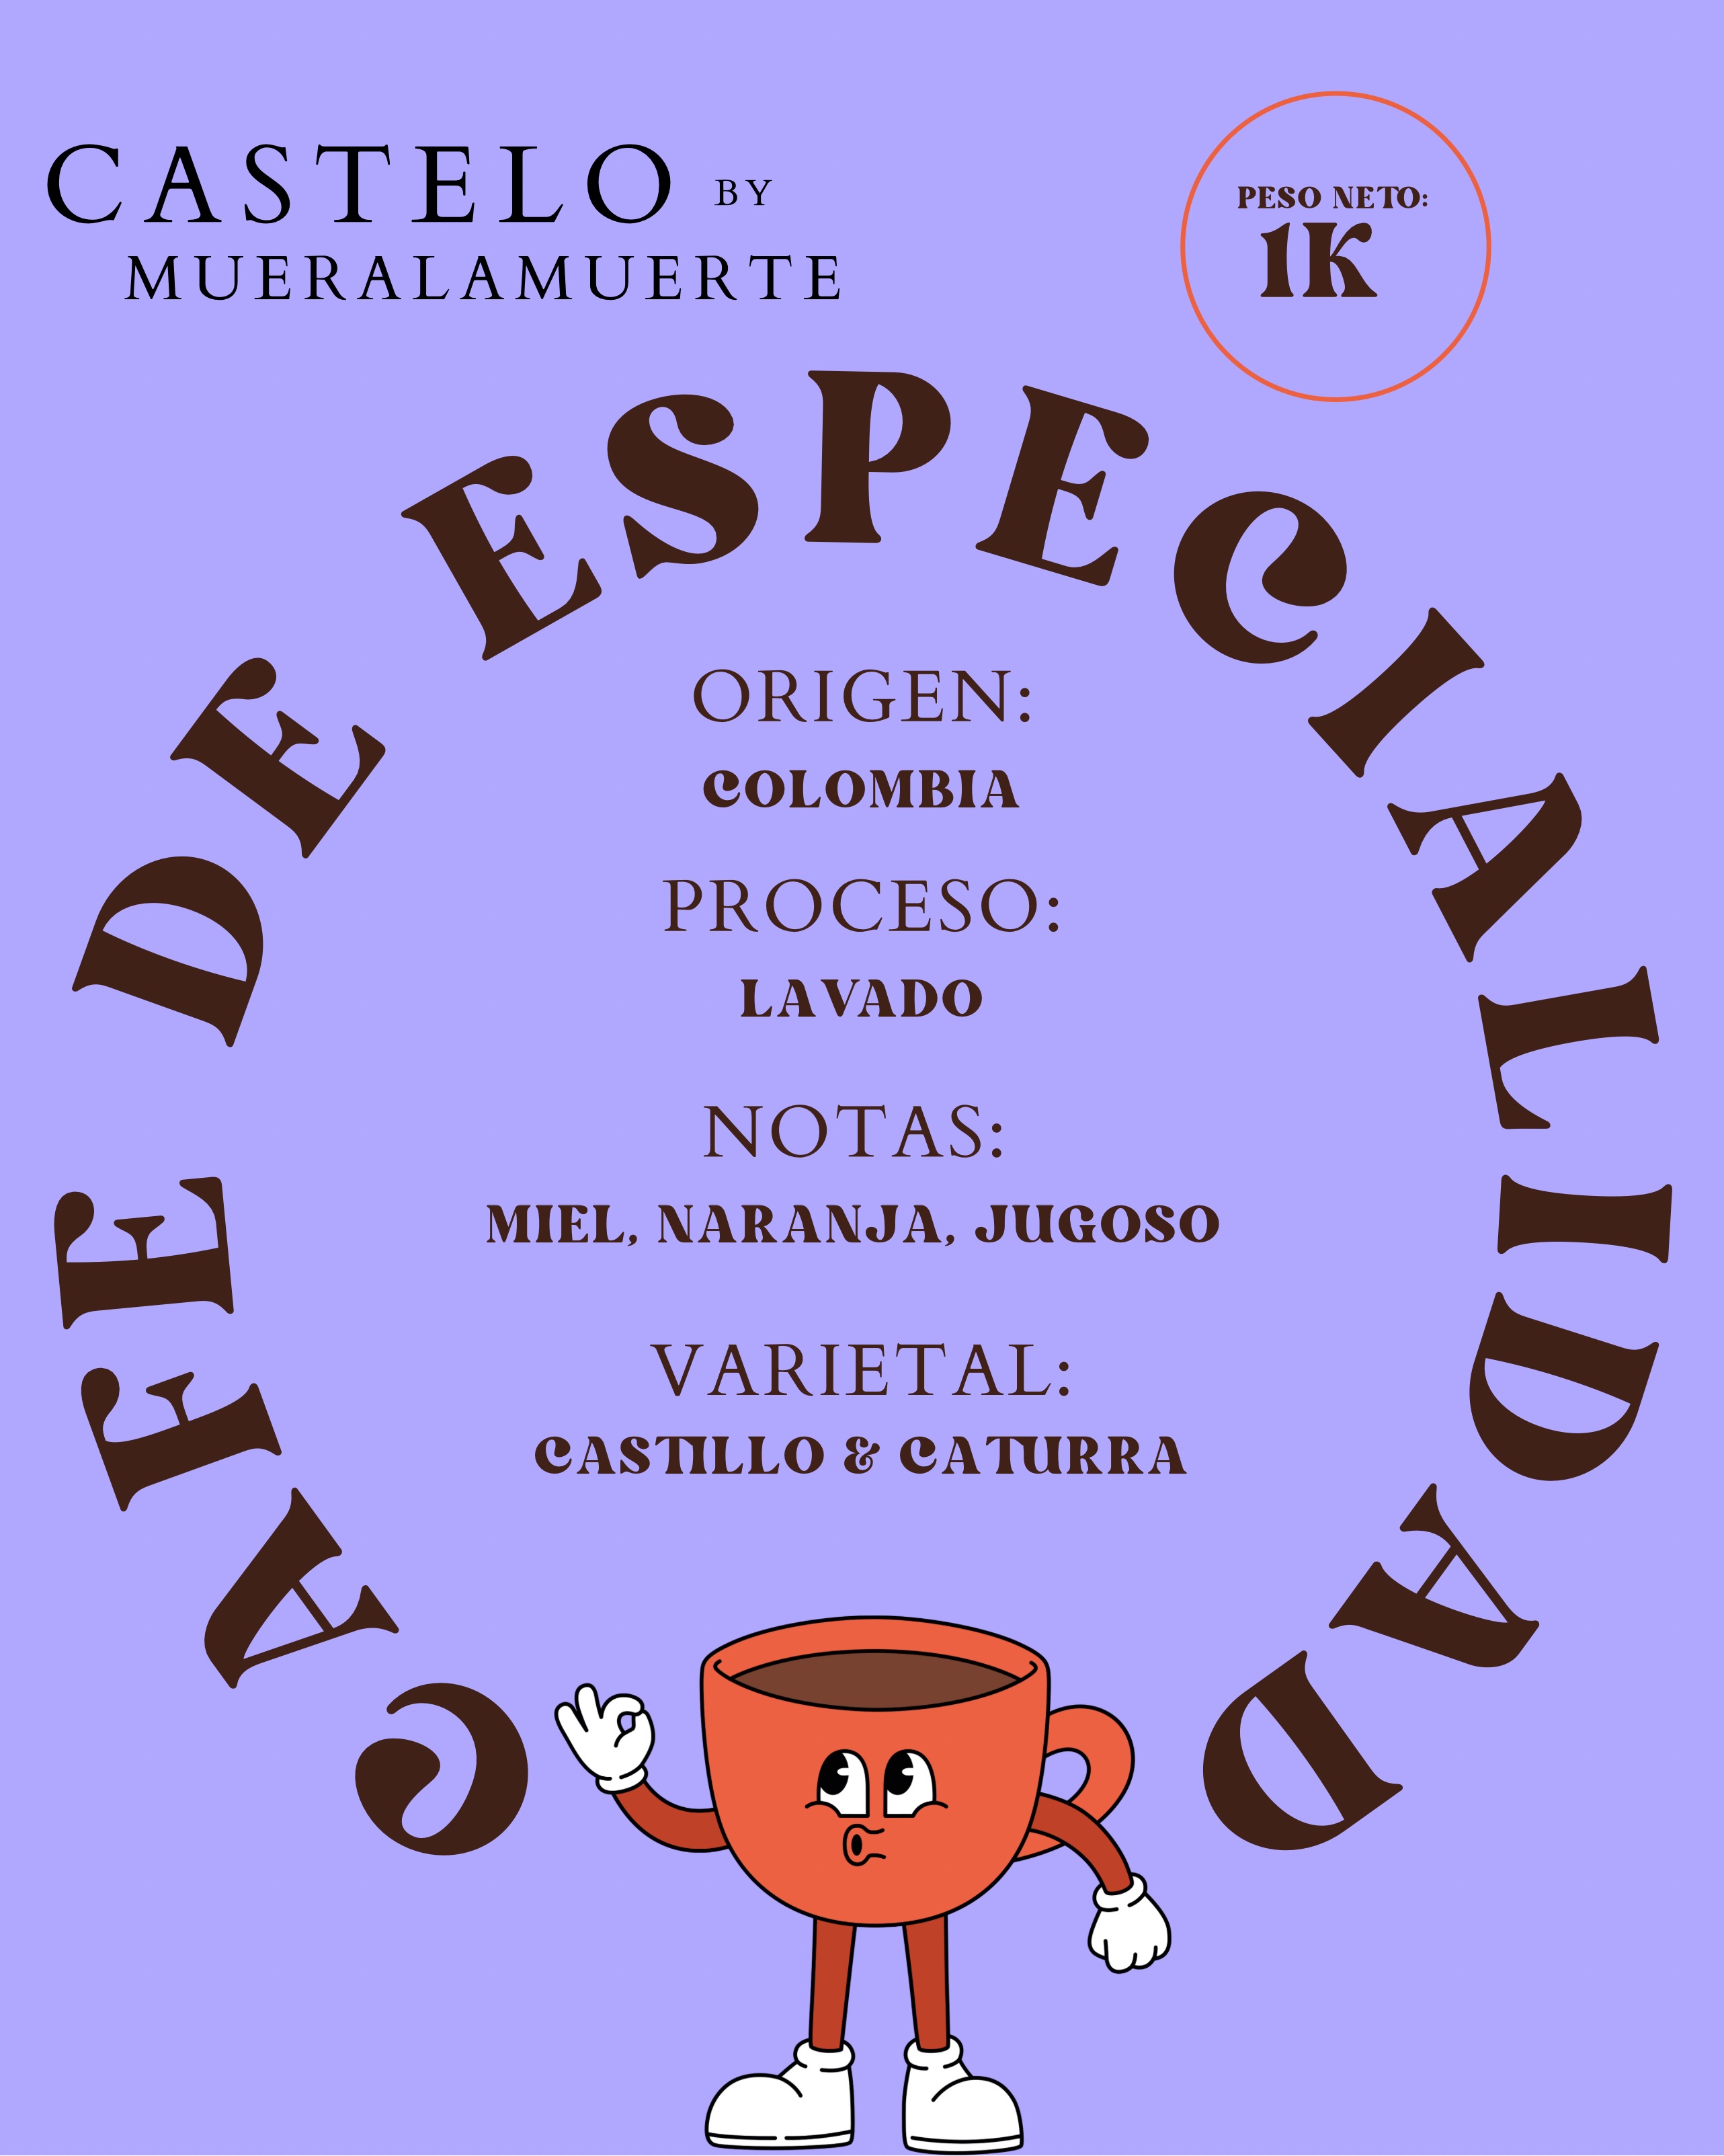 CASTELO BY
MUERALAMUERTE
PESO NETO:
1K
CAFE DE ESPECIALIDAD
ORIGEN:
COLOMBIA
PROCESO:
LAVADO
NOTAS:
MIEL, NARANJA, JUGOSO
VARIETAL:
CASTILLO & CATURRA